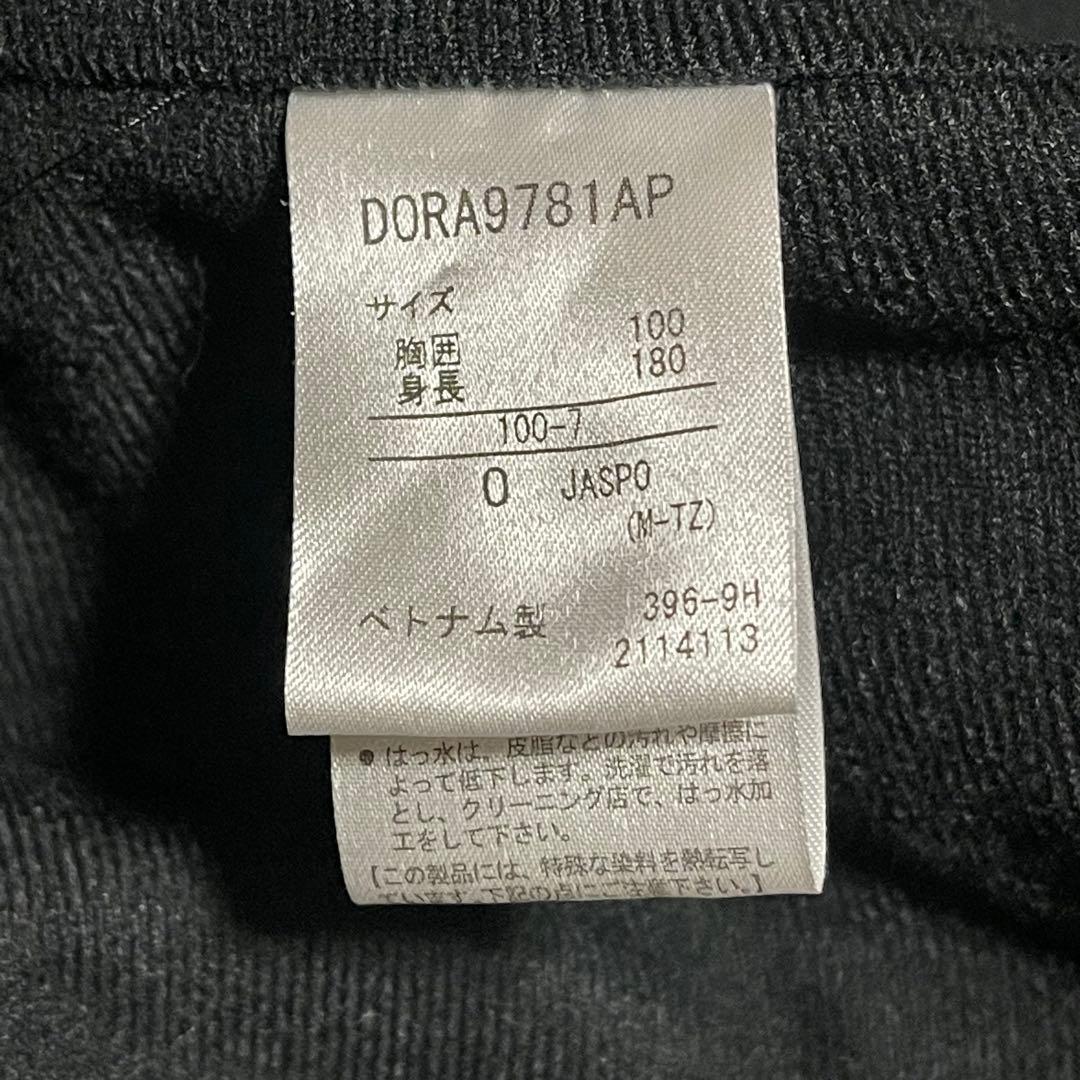 DORA9781AP
サイズ
胸囲 100
身長 180
100-7
O JASPO
(M-TZ)
ベトナム製 396-9H
2114113
● はっ水は、皮脂などの汚れや摩擦に
よって低下します。洗濯で汚れを落
とし、クリーニング店で、はっ水加
工をして下さい。
【この製品には、特殊な染料を熱転写し
ています。下記の点にご注意下さい。】